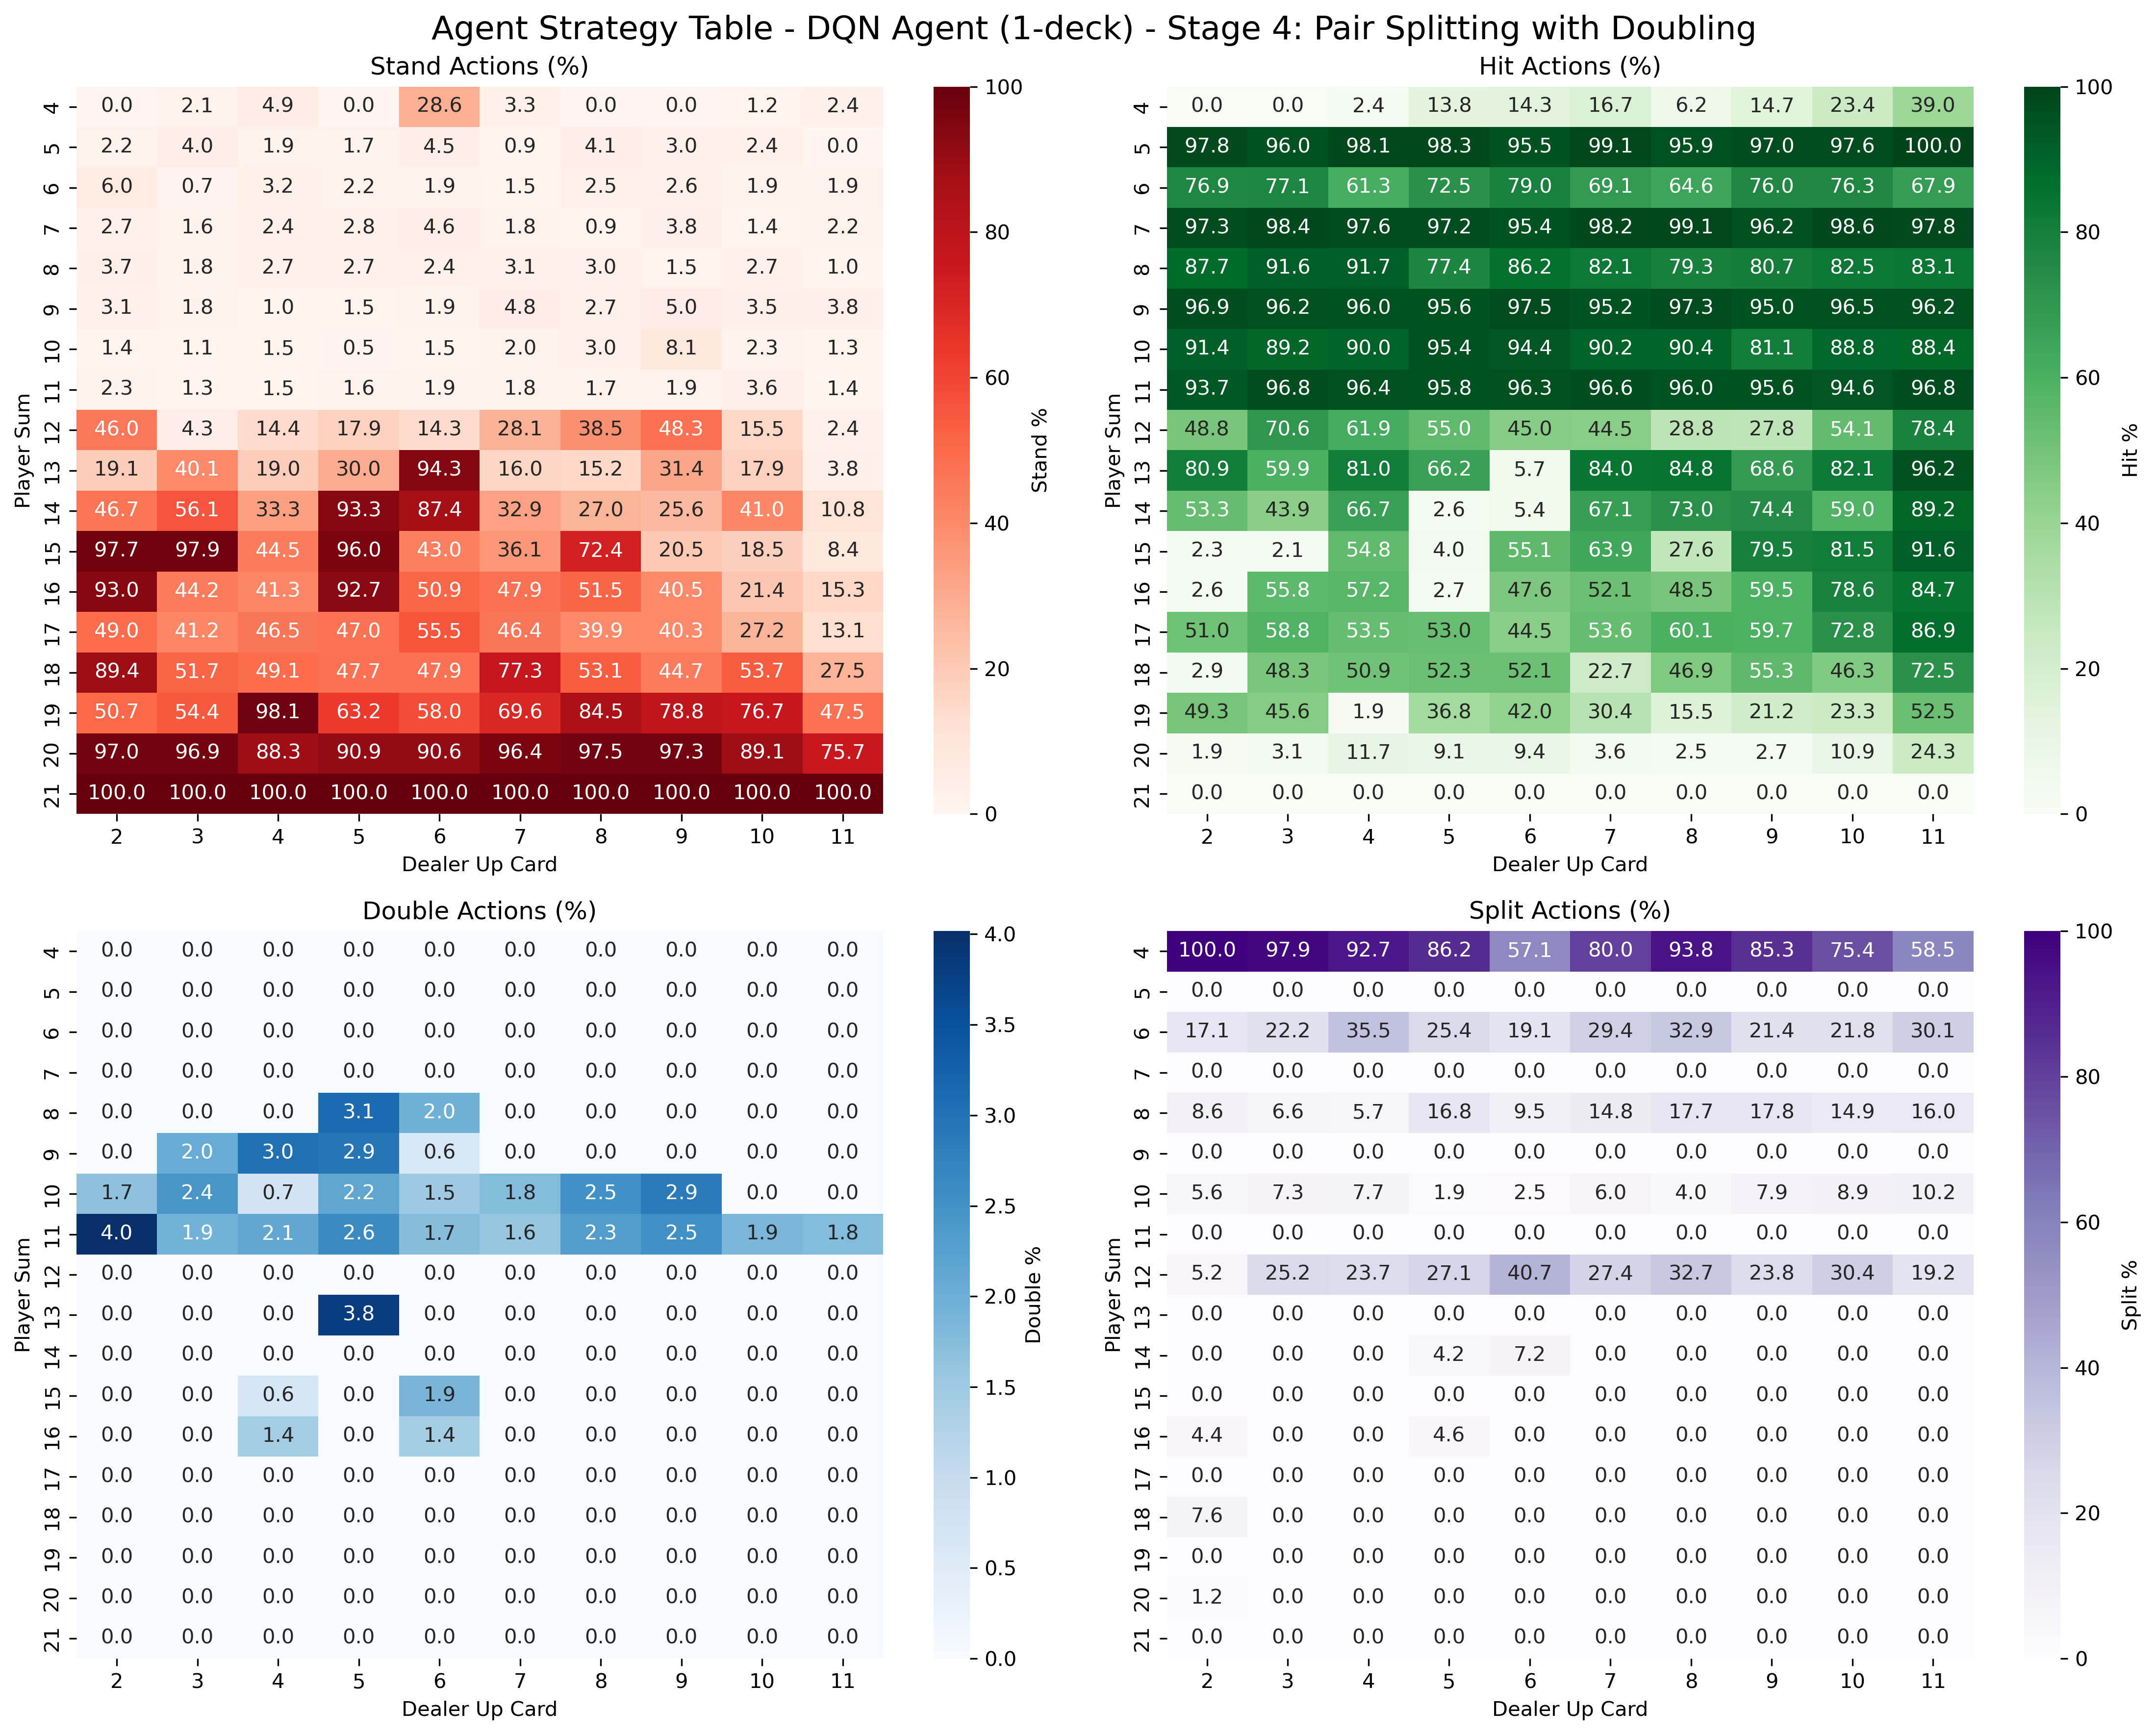 Agent Strategy Table - DQN Agent (1-deck) - Stage 4: Pair Splitting with Doubling
Stand Actions (%)
4 0.0 2.1 4.9 0.0 28.6 3.3 0.0 0.0 1.2 2.4
5 2.2 4.0 1.9 1.7 4.5 0.9 4.1 3.0 2.4 0.0
6 6.0 0.7 3.2 2.2 1.9 1.5 2.5 2.6 1.9 1.9
7 2.7 1.6 2.4 2.8 4.6 1.8 0.9 3.8 1.4 2.2
8 3.7 1.8 2.7 2.7 2.4 3.1 3.0 1.5 2.7 1.0
9 3.1 1.8 1.0 1.5 1.9 4.8 2.7 5.0 3.5 3.8
10 1.4 1.1 1.5 0.5 1.5 2.0 3.0 8.1 2.3 1.3
11 2.3 1.3 1.5 1.6 1.9 1.8 1.7 1.9 3.6 1.4
12 46.0 4.3 14.4 17.9 14.3 28.1 38.5 48.3 15.5 2.4
13 19.1 40.1 19.0 30.0 94.3 16.0 15.2 31.4 17.9 3.8
14 46.7 56.1 33.3 93.3 87.4 32.9 27.0 25.6 41.0 10.8
15 97.7 97.9 44.5 96.0 43.0 36.1 72.4 20.5 18.5 8.4
16 93.0 44.2 41.3 92.7 50.9 47.9 51.5 40.5 21.4 15.3
17 49.0 41.2 46.5 47.0 55.5 46.4 39.9 40.3 27.2 13.1
18 89.4 51.7 49.1 47.7 47.9 77.3 53.1 44.7 53.7 27.5
19 50.7 54.4 98.1 63.2 58.0 69.6 84.5 78.8 76.7 47.5
20 97.0 96.9 88.3 90.9 90.6 96.4 97.5 97.3 89.1 75.7
21 100.0 100.0 100.0 100.0 100.0 100.0 100.0 100.0 100.0 100.0
2 3 4 5 6 7 8 9 10 11
Dealer Up Card
Player Sum
100
80
60
40
20
0
Stand %
Hit Actions (%)
4 0.0 0.0 2.4 13.8 14.3 16.7 6.2 14.7 23.4 39.0
5 97.8 96.0 98.1 98.3 95.5 99.1 95.9 97.0 97.6 100.0
6 76.9 77.1 61.3 72.5 79.0 69.1 64.6 76.0 76.3 67.9
7 97.3 98.4 97.6 97.2 95.4 98.2 99.1 96.2 98.6 97.8
8 87.7 91.6 91.7 77.4 86.2 82.1 79.3 80.7 82.5 83.1
9 96.9 96.2 96.0 95.6 97.5 95.2 97.3 95.0 96.5 96.2
10 91.4 89.2 90.0 95.4 94.4 90.2 90.4 81.1 88.8 88.4
11 93.7 96.8 96.4 95.8 96.3 96.6 96.0 95.6 94.6 96.8
12 48.8 70.6 61.9 55.0 45.0 44.5 28.8 27.8 54.1 78.4
13 80.9 59.9 81.0 66.2 5.7 84.0 84.8 68.6 82.1 96.2
14 53.3 43.9 66.7 2.6 5.4 67.1 73.0 74.4 59.0 89.2
15 2.3 2.1 54.8 4.0 55.1 63.9 27.6 79.5 81.5 91.6
16 2.6 55.8 57.2 2.7 47.6 52.1 48.5 59.5 78.6 84.7
17 51.0 58.8 53.5 53.0 44.5 53.6 60.1 59.7 72.8 86.9
18 2.9 48.3 50.9 52.3 52.1 22.7 46.9 55.3 46.3 72.5
19 49.3 45.6 1.9 36.8 42.0 30.4 15.5 21.2 23.3 52.5
20 1.9 3.1 11.7 9.1 9.4 3.6 2.5 2.7 10.9 24.3
21 0.0 0.0 0.0 0.0 0.0 0.0 0.0 0.0 0.0 0.0
2 3 4 5 6 7 8 9 10 11
Dealer Up Card
Player Sum
100
80
60
40
20
0
Hit %
Double Actions (%)
4 0.0 0.0 0.0 0.0 0.0 0.0 0.0 0.0 0.0 0.0
5 0.0 0.0 0.0 0.0 0.0 0.0 0.0 0.0 0.0 0.0
6 0.0 0.0 0.0 0.0 0.0 0.0 0.0 0.0 0.0 0.0
7 0.0 0.0 0.0 0.0 0.0 0.0 0.0 0.0 0.0 0.0
8 0.0 0.0 0.0 3.1 2.0 0.0 0.0 0.0 0.0 0.0
9 0.0 2.0 3.0 2.9 0.6 0.0 0.0 0.0 0.0 0.0
10 1.7 2.4 0.7 2.2 1.5 1.8 2.5 2.9 0.0 0.0
11 4.0 1.9 2.1 2.6 1.7 1.6 2.3 2.5 1.9 1.8
12 0.0 0.0 0.0 0.0 0.0 0.0 0.0 0.0 0.0 0.0
13 0.0 0.0 0.0 3.8 0.0 0.0 0.0 0.0 0.0 0.0
14 0.0 0.0 0.0 0.0 0.0 0.0 0.0 0.0 0.0 0.0
15 0.0 0.0 0.6 0.0 1.9 0.0 0.0 0.0 0.0 0.0
16 0.0 0.0 1.4 0.0 1.4 0.0 0.0 0.0 0.0 0.0
17 0.0 0.0 0.0 0.0 0.0 0.0 0.0 0.0 0.0 0.0
18 0.0 0.0 0.0 0.0 0.0 0.0 0.0 0.0 0.0 0.0
19 0.0 0.0 0.0 0.0 0.0 0.0 0.0 0.0 0.0 0.0
20 0.0 0.0 0.0 0.0 0.0 0.0 0.0 0.0 0.0 0.0
21 0.0 0.0 0.0 0.0 0.0 0.0 0.0 0.0 0.0 0.0
2 3 4 5 6 7 8 9 10 11
Dealer Up Card
Player Sum
4.0
3.5
3.0
2.5
2.0
1.5
1.0
0.5
0.0
Double %
Split Actions (%)
4 100.0 97.9 92.7 86.2 57.1 80.0 93.8 85.3 75.4 58.5
5 0.0 0.0 0.0 0.0 0.0 0.0 0.0 0.0 0.0 0.0
6 17.1 22.2 35.5 25.4 19.1 29.4 32.9 21.4 21.8 30.1
7 0.0 0.0 0.0 0.0 0.0 0.0 0.0 0.0 0.0 0.0
8 8.6 6.6 5.7 16.8 9.5 14.8 17.7 17.8 14.9 16.0
9 0.0 0.0 0.0 0.0 0.0 0.0 0.0 0.0 0.0 0.0
10 5.6 7.3 7.7 1.9 2.5 6.0 4.0 7.9 8.9 10.2
11 0.0 0.0 0.0 0.0 0.0 0.0 0.0 0.0 0.0 0.0
12 5.2 25.2 23.7 27.1 40.7 27.4 32.7 23.8 30.4 19.2
13 0.0 0.0 0.0 0.0 0.0 0.0 0.0 0.0 0.0 0.0
14 0.0 0.0 0.0 4.2 7.2 0.0 0.0 0.0 0.0 0.0
15 0.0 0.0 0.0 0.0 0.0 0.0 0.0 0.0 0.0 0.0
16 4.4 0.0 0.0 4.6 0.0 0.0 0.0 0.0 0.0 0.0
17 0.0 0.0 0.0 0.0 0.0 0.0 0.0 0.0 0.0 0.0
18 7.6 0.0 0.0 0.0 0.0 0.0 0.0 0.0 0.0 0.0
19 0.0 0.0 0.0 0.0 0.0 0.0 0.0 0.0 0.0 0.0
20 1.2 0.0 0.0 0.0 0.0 0.0 0.0 0.0 0.0 0.0
21 0.0 0.0 0.0 0.0 0.0 0.0 0.0 0.0 0.0 0.0
2 3 4 5 6 7 8 9 10 11
Dealer Up Card
Player Sum
100
80
60
40
20
0
Split %